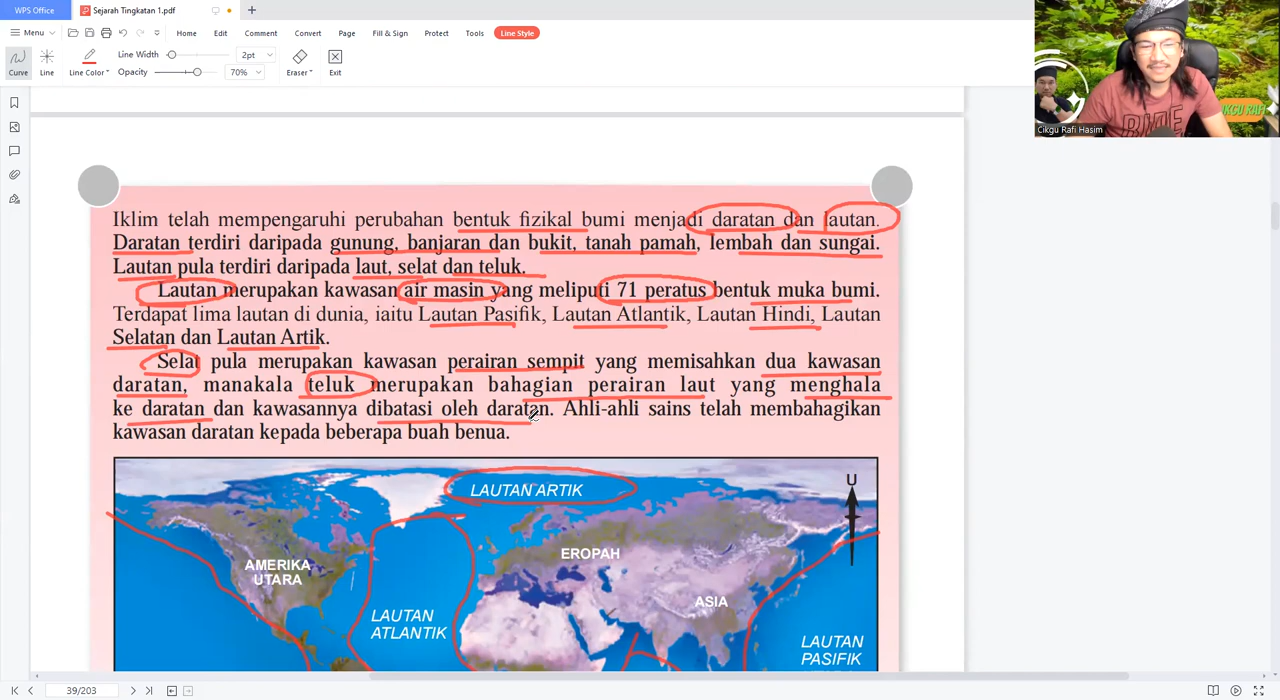 WPS Office
Sejarah Tingkatan 1.pdf
Menu
Home
Edit
Comment
Convert
Page
Fill & Sign
Protect
Tools
Line Style
Curve
Line
Line Color
Line Width
2pt
Opacity
70%
Eraser
Exit
CIKGU RAFI
Cikgu Rafi Hasim
Iklim telah mempengaruhi perubahan bentuk fizikal bumi menjadi daratan dan lautan.
Daratan terdiri daripada gunung, banjaran dan bukit, tanah pamah, lembah dan sungai.
Lautan pula terdiri daripada laut, selat dan teluk.
Lautan merupakan kawasan air masin yang meliputi 71 peratus bentuk muka bumi.
Terdapat lima lautan di dunia, iaitu Lautan Pasifik, Lautan Atlantik, Lautan Hindi, Lautan
Selatan dan Lautan Artik.
Selat pula merupakan kawasan perairan sempit yang memisahkan dua kawasan
daratan, manakala teluk merupakan bahagian perairan laut yang menghala
ke daratan dan kawasannya dibatasi oleh daratan. Ahli-ahli sains telah membahagikan
kawasan daratan kepada beberapa buah benua.
LAUTAN ARTIK
U
EROPAH
AMERIKA
UTARA
ASIA
LAUTAN
ATLANTIK
LAUTAN
PASIFIK
39/203